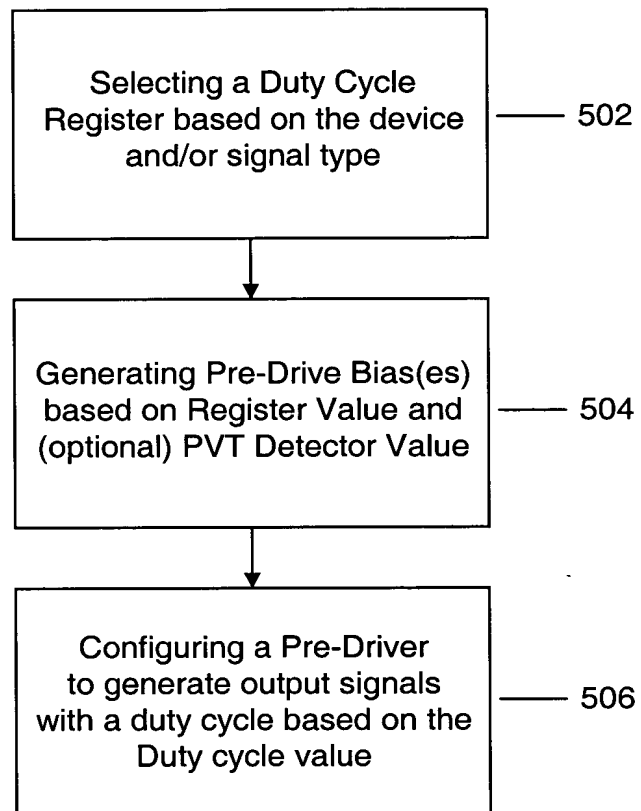 Selecting a Duty Cycle
Register based on the device
and/or signal type
502
Generating Pre-Drive Bias(es)
based on Register Value and
(optional) PVT Detector Value
504
Configuring a Pre-Driver
to generate output signals
with a duty cycle based on the
Duty cycle value
506